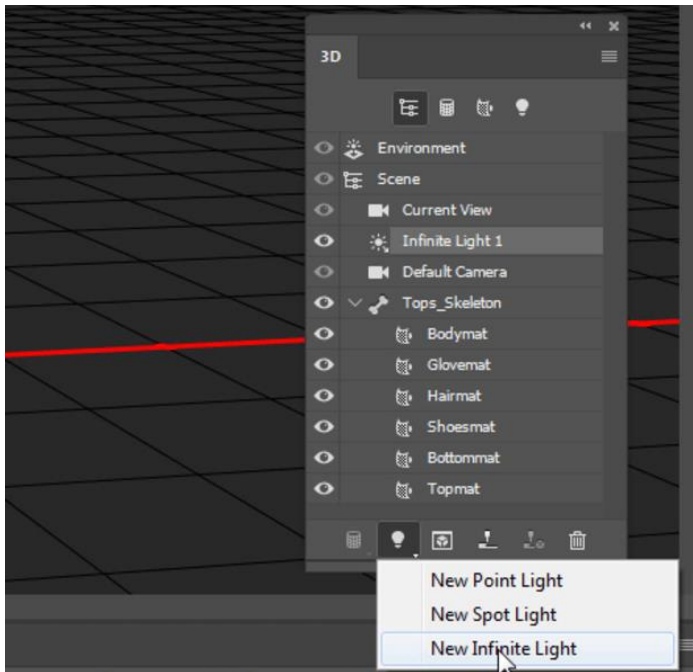 3D
Environment
Scene
Current View
Infinite Light 1
Default Camera
Tops_Skeleton
Bodymat
Glovemat
Hairmat
Shoesmat
Bottommat
Topmat
New Point Light
New Spot Light
New Infinite Light